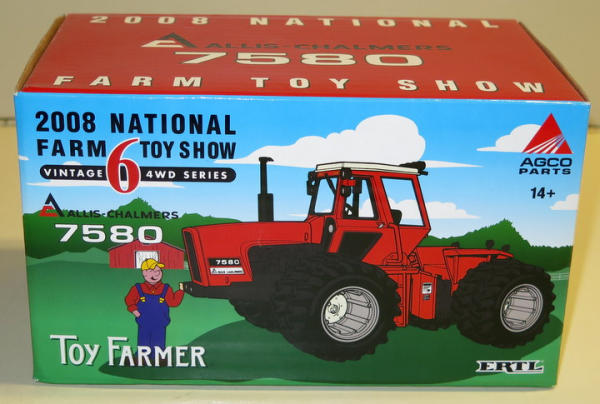 2008 NATIONAL
ALLIS-CHALMERS
7580
FARM TOY SHOW
2008 NATIONAL
FARM 6 TOY SHOW
VINTAGE 4WD SERIES
ALLIS-CHALMERS
7580
AGCO
PARTS
14+
7580
TOY FARMER
ERTL